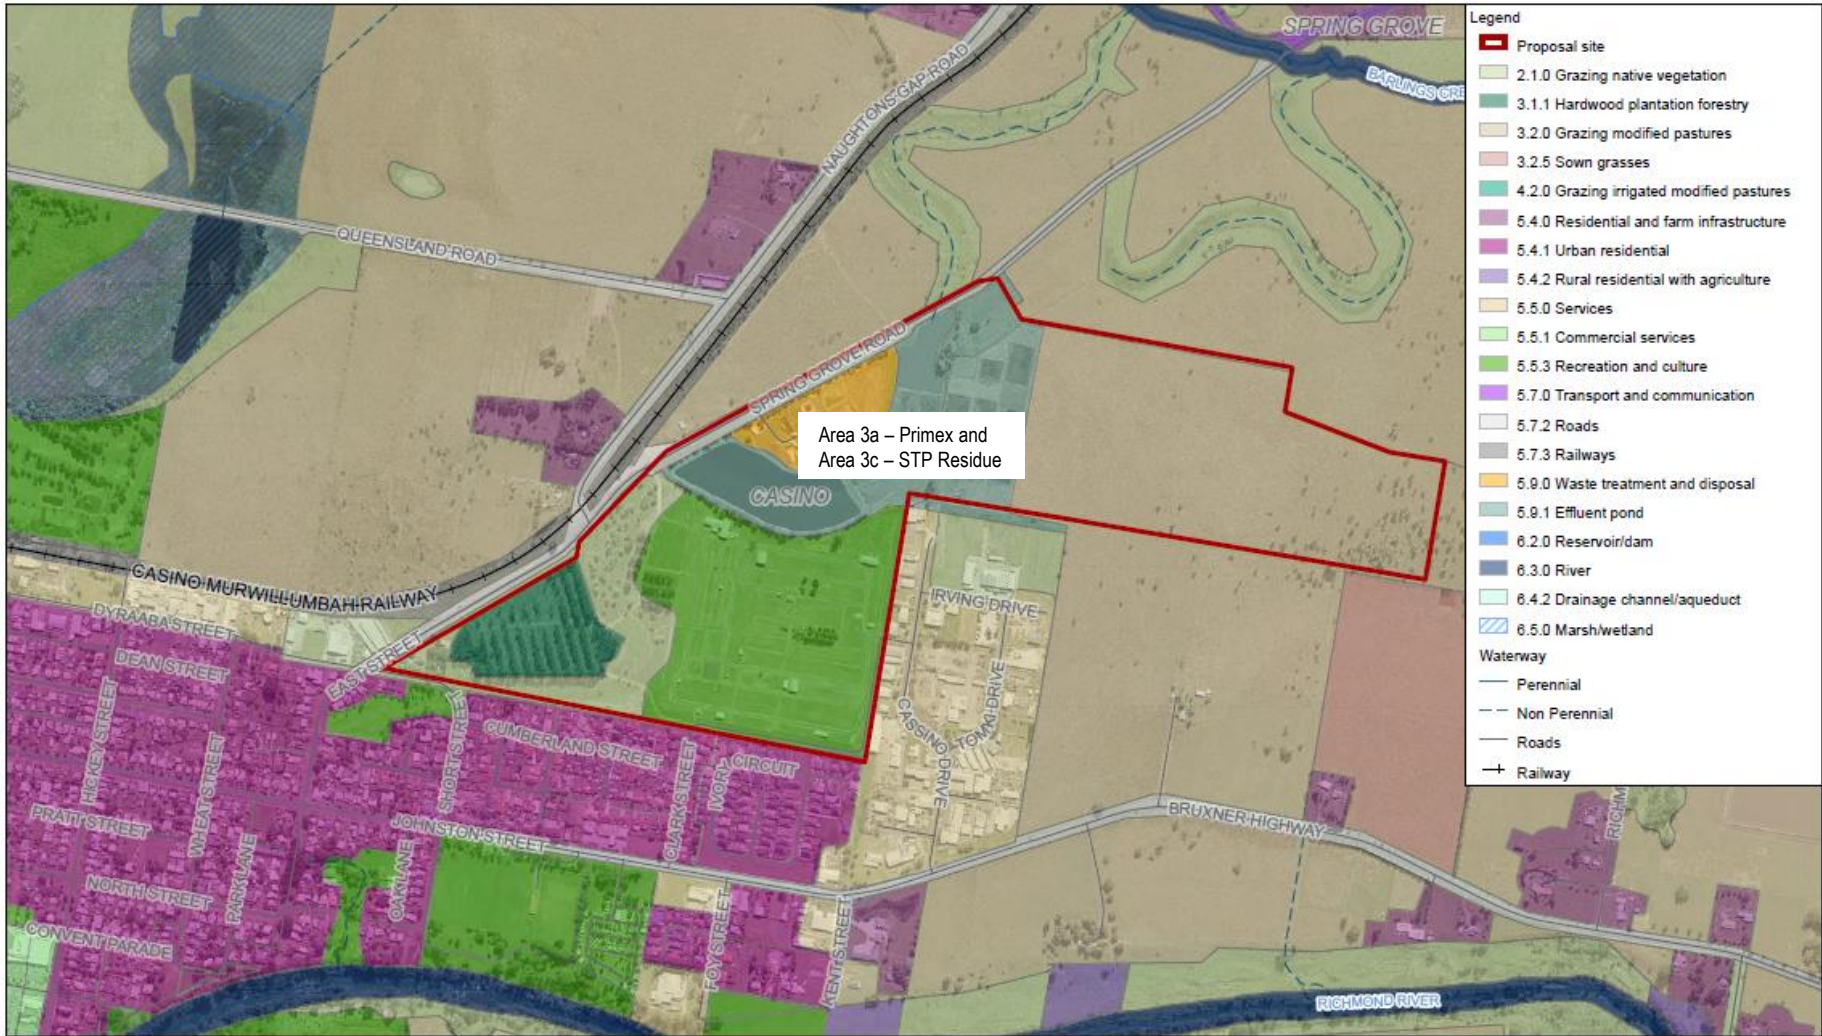 SPRING GROVE
BARLINGS CRE
NAUGHTONS GAP ROAD
QUEENSLAND ROAD
SPRING GROVE ROAD
Area 3a – Primex and
Area 3c – STP Residue
CASINO
CASINO MURWILLUMBAH RAILWAY
IRVING DRIVE
DYRAABA STREET
EAST STREET
DEAN STREET
HICKEY STREET
WHEAT STREET
SHORT STREET
CUMBERLAND STREET
CLARK STREET
IVORY CIRCUIT
CASSINO DRIVE
TOMKI DRIVE
PRATT STREET
PARK LANE
JOHNSTON STREET
BRUXNER HIGHWAY
RICHM
NORTH STREET
OAK LANE
FOY STREET
KENT STREET
CONVENT PARADE
RICHMOND RIVER
Legend
Proposal site
2.1.0 Grazing native vegetation
3.1.1 Hardwood plantation forestry
3.2.0 Grazing modified pastures
3.2.5 Sown grasses
4.2.0 Grazing irrigated modified pastures
5.4.0 Residential and farm infrastructure
5.4.1 Urban residential
5.4.2 Rural residential with agriculture
5.5.0 Services
5.5.1 Commercial services
5.5.3 Recreation and culture
5.7.0 Transport and communication
5.7.2 Roads
5.7.3 Railways
5.9.0 Waste treatment and disposal
5.9.1 Effluent pond
6.2.0 Reservoir/dam
6.3.0 River
6.4.2 Drainage channel/aqueduct
6.5.0 Marsh/wetland
Waterway
Perennial
Non Perennial
Roads
Railway